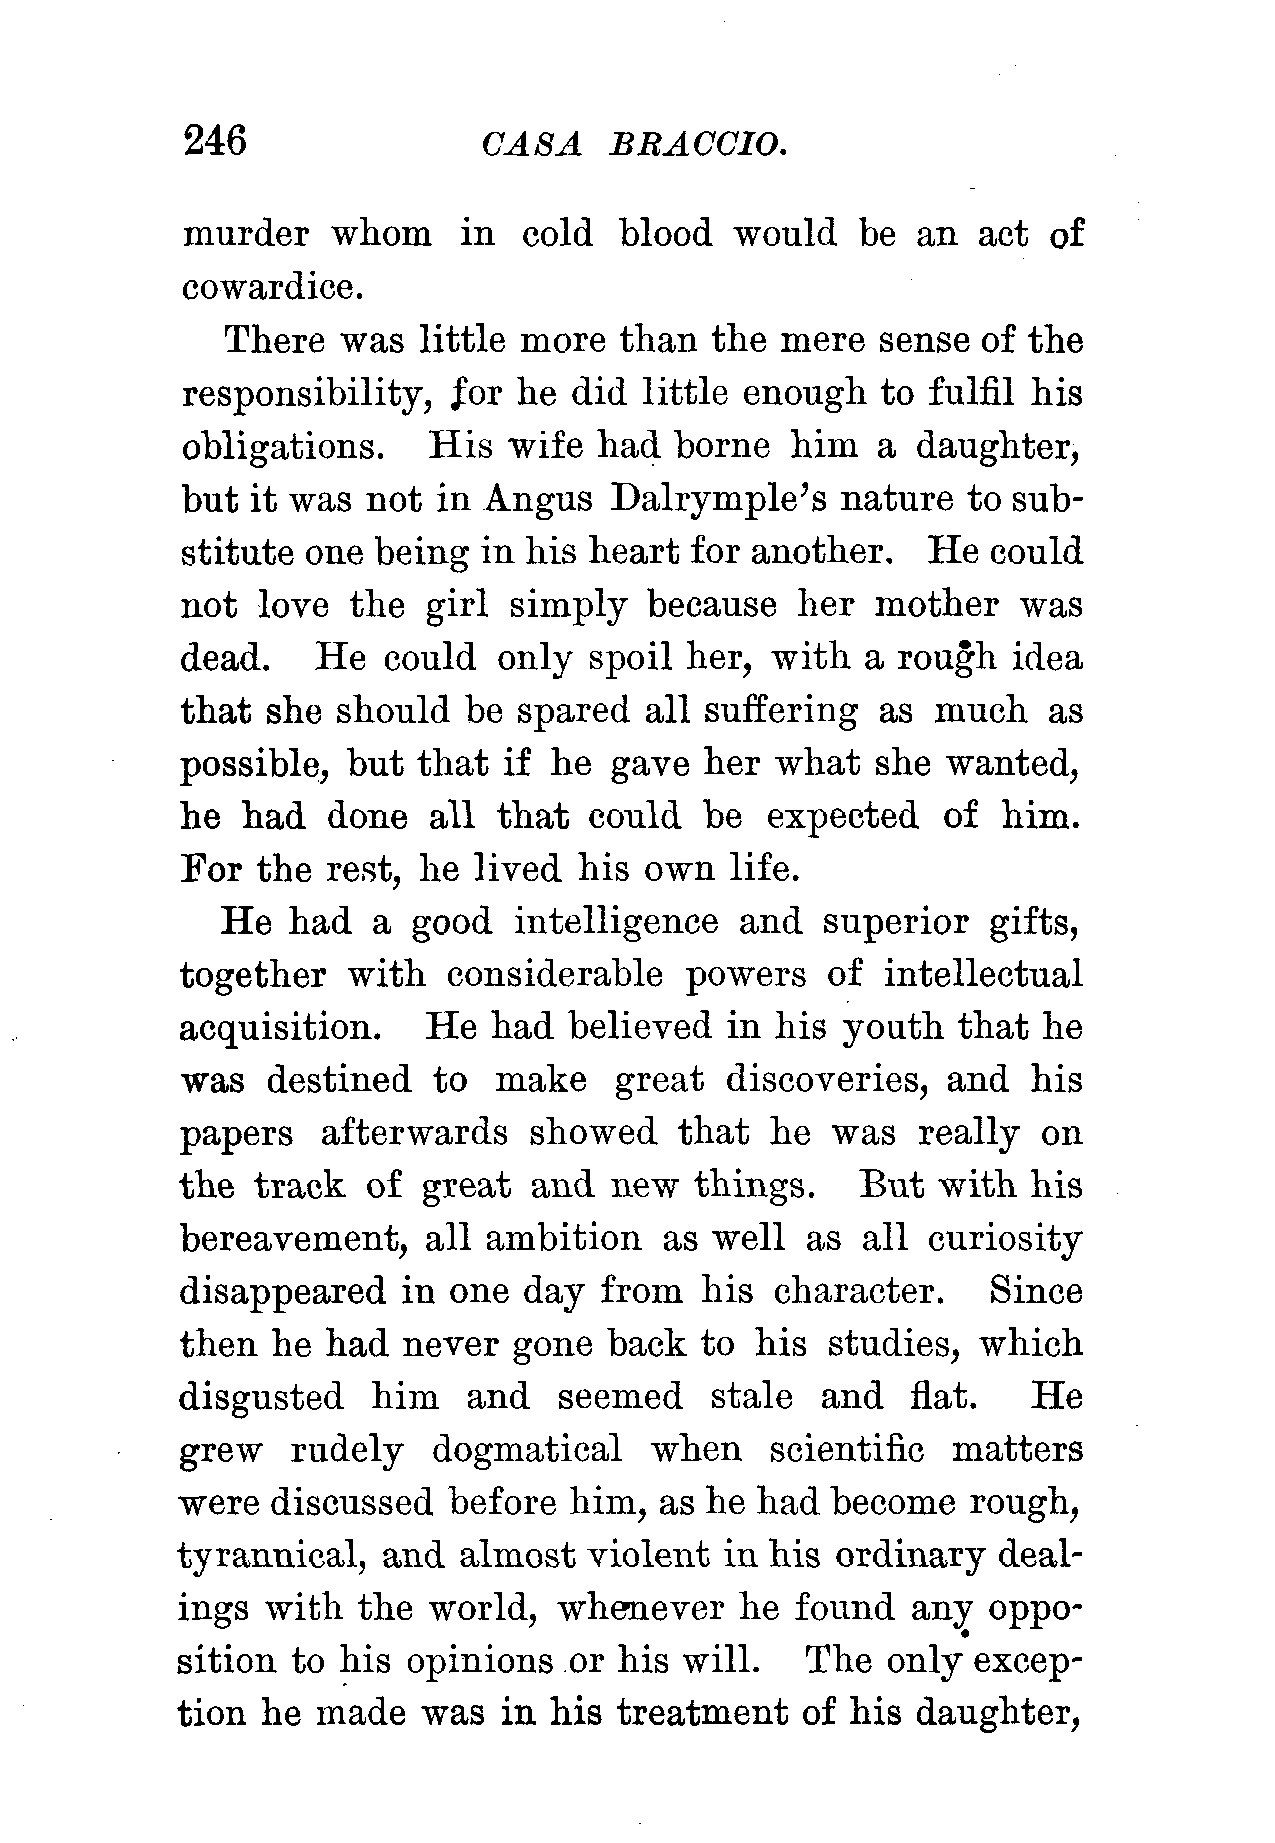 246 CASA BRACCIO.
murder whom in cold blood would be an act of
cowardice.
There was little more than the mere sense of the
responsibility, for he did little enough to fulfil his
obligations. His wife had borne him a daughter,
but it was not in Angus Dalrymple's nature to sub-
stitute one being in his heart for another. He could
not love the girl simply because her mother was
dead. He could only spoil her, with a rough idea
that she should be spared all suffering as much as
possible, but that if he gave her what she wanted,
he had done all that could be expected of him.
For the rest, he lived his own life.
He had a good intelligence and superior gifts,
together with considerable powers of intellectual
acquisition. He had believed in his youth that he
was destined to make great discoveries, and his
papers afterwards showed that he was really on
the track of great and new things. But with his
bereavement, all ambition as well as all curiosity
disappeared in one day from his character. Since
then he had never gone back to his studies, which
disgusted him and seemed stale and flat. He
grew rudely dogmatical when scientific matters
were discussed before him, as he had become rough,
tyrannical, and almost violent in his ordinary deal-
ings with the world, whenever he found any oppo-
sition to his opinions or his will. The only excep-
tion he made was in his treatment of his daughter,